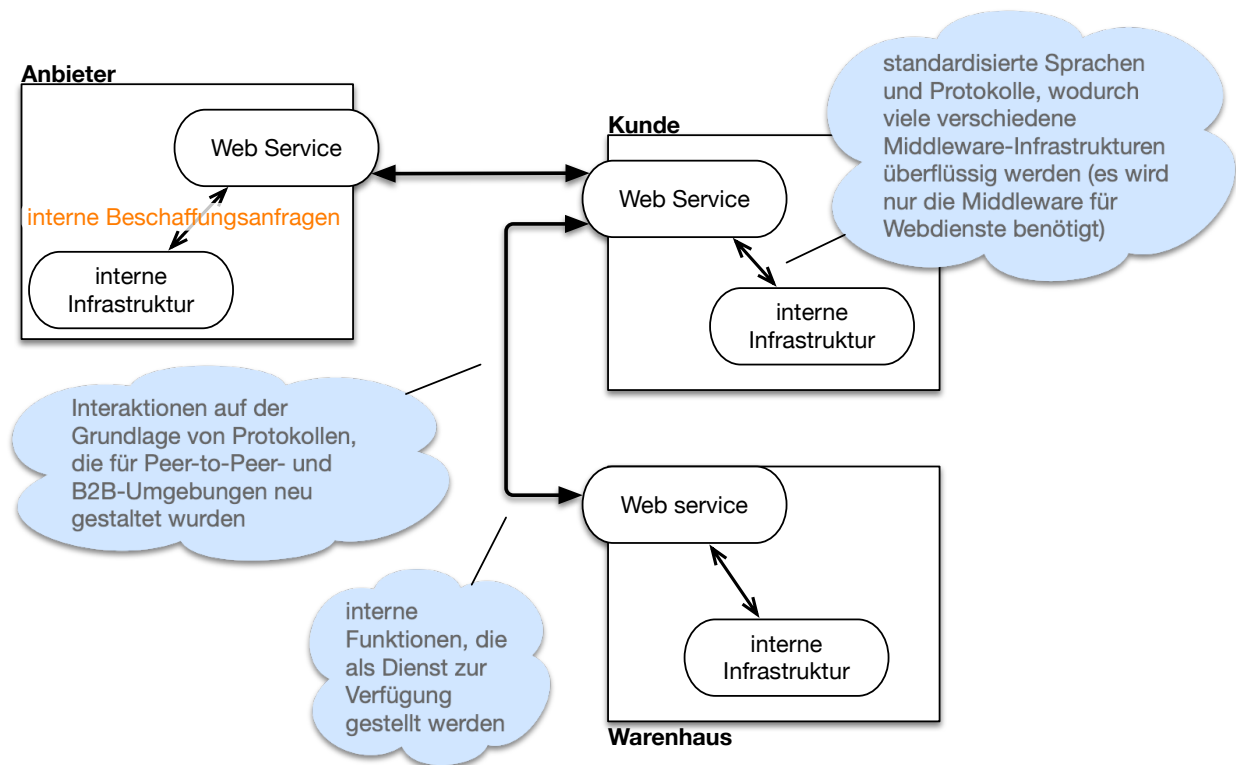 Anbieter
Web Service
interne Beschaffungsanfragen
interne
Infrastruktur
Kunde
Web Service
interne
Infrastruktur
standardisierte Sprachen
und Protokolle, wodurch
viele verschiedene
Middleware-Infrastrukturen
überflüssig werden (es wird
nur die Middleware für
Webdienste benötigt)
Interaktionen auf der
Grundlage von Protokollen,
die für Peer-to-Peer- und
B2B-Umgebungen neu
gestaltet wurden
Web service
interne
Infrastruktur
Warenhaus
interne
Funktionen, die
als Dienst zur
Verfügung
gestellt werden